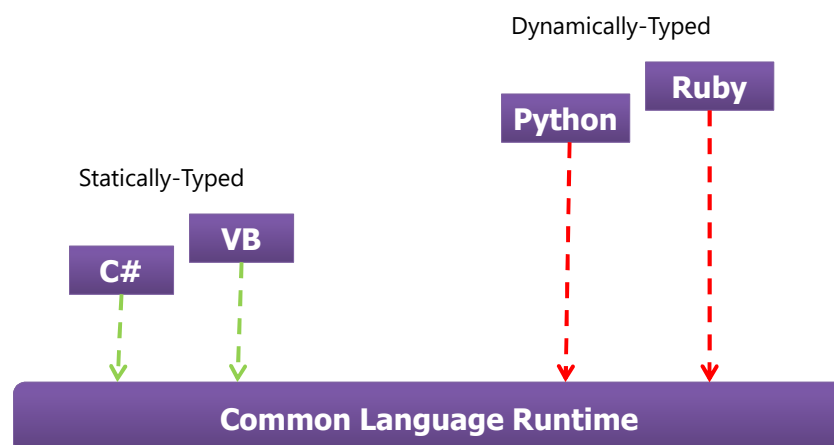 Dynamically-Typed
Ruby
Python
Statically-Typed
VB
C#
Common Language Runtime